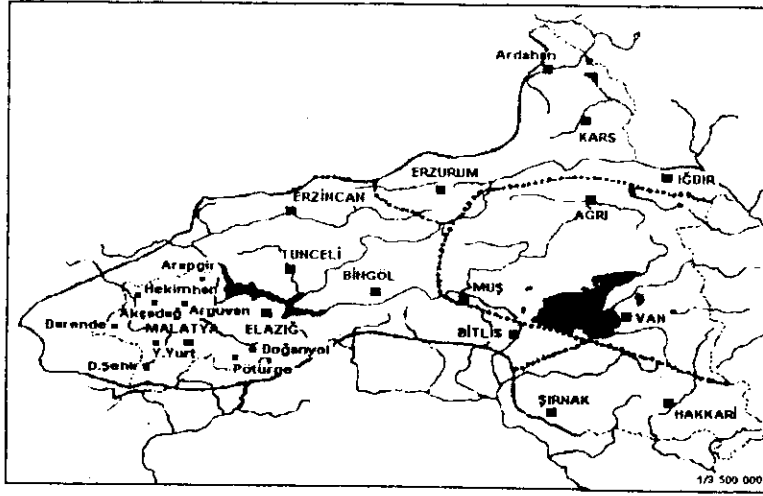 Ardahan
KARS
ERZURUM
IĞDIR
ERZİNCAN
AĞRI
TUNCELİ
Arapgir
BİNGÖL
Hekimhan
MUŞ
Akçadağ
Arguvan
Darende
MALATYA
ELAZIĞ
BİTLİS
VAN
Y.Yurt
Doğanyol
D.Şehir
Pötürge
ŞIRNAK
HAKKARİ
1/3 500 000